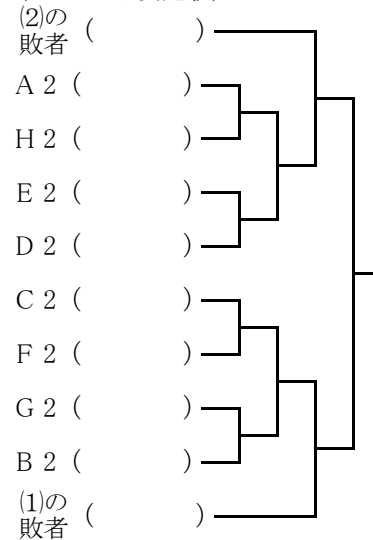 ⑵の
敗者 (　　　)
A 2 (　　　)
H 2 (　　　)
E 2 (　　　)
D 2 (　　　)
C 2 (　　　)
F 2 (　　　)
G 2 (　　　)
B 2 (　　　)
⑴の
敗者 (　　　)